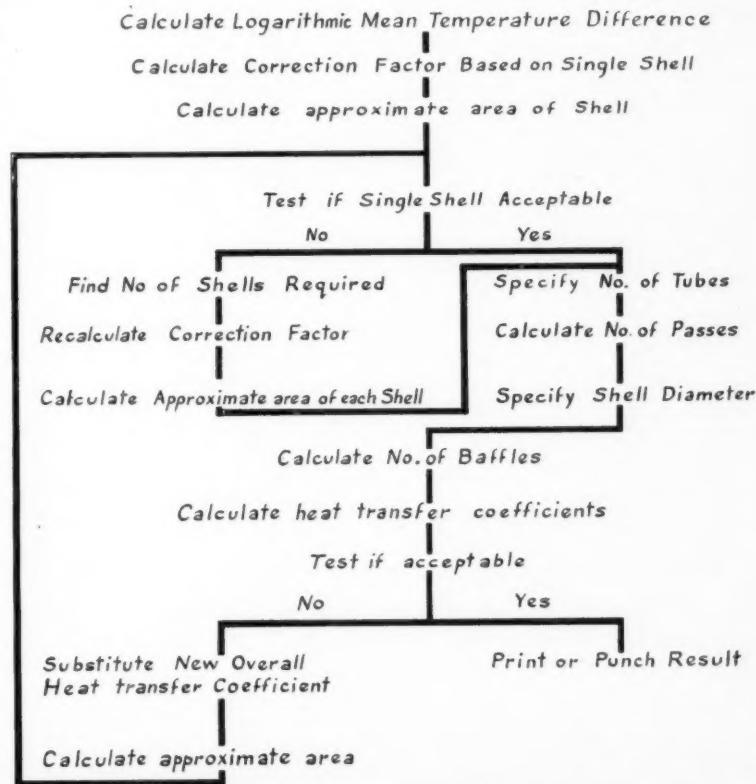 Calculate Logarithmic Mean Temperature Difference
Calculate Correction Factor Based on Single Shell
Calculate approximate area of Shell
Test if Single Shell Acceptable
No Yes
Find No of Shells Required
Recalculate Correction Factor
Calculate Approximate area of each Shell
Specify No. of Tubes
Calculate No. of Passes
Specify Shell Diameter
Calculate No. of Baffles
Calculate heat transfer coefficients
Test if acceptable
No Yes
Substitute New Overall
Heat transfer Coefficient
Calculate approximate area
Print or Punch Result